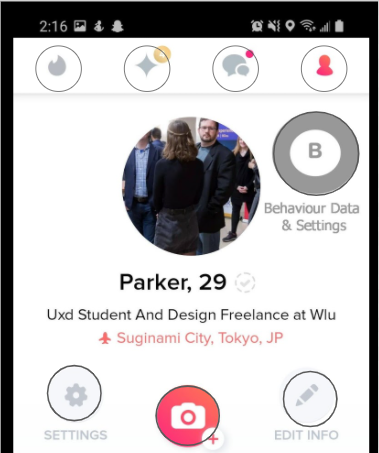 2:16
B
Behaviour Data
& Settings
Parker, 29
Uxd Student And Design Freelance at Wlu
Suginami City, Tokyo, JP
SETTINGS
EDIT INFO